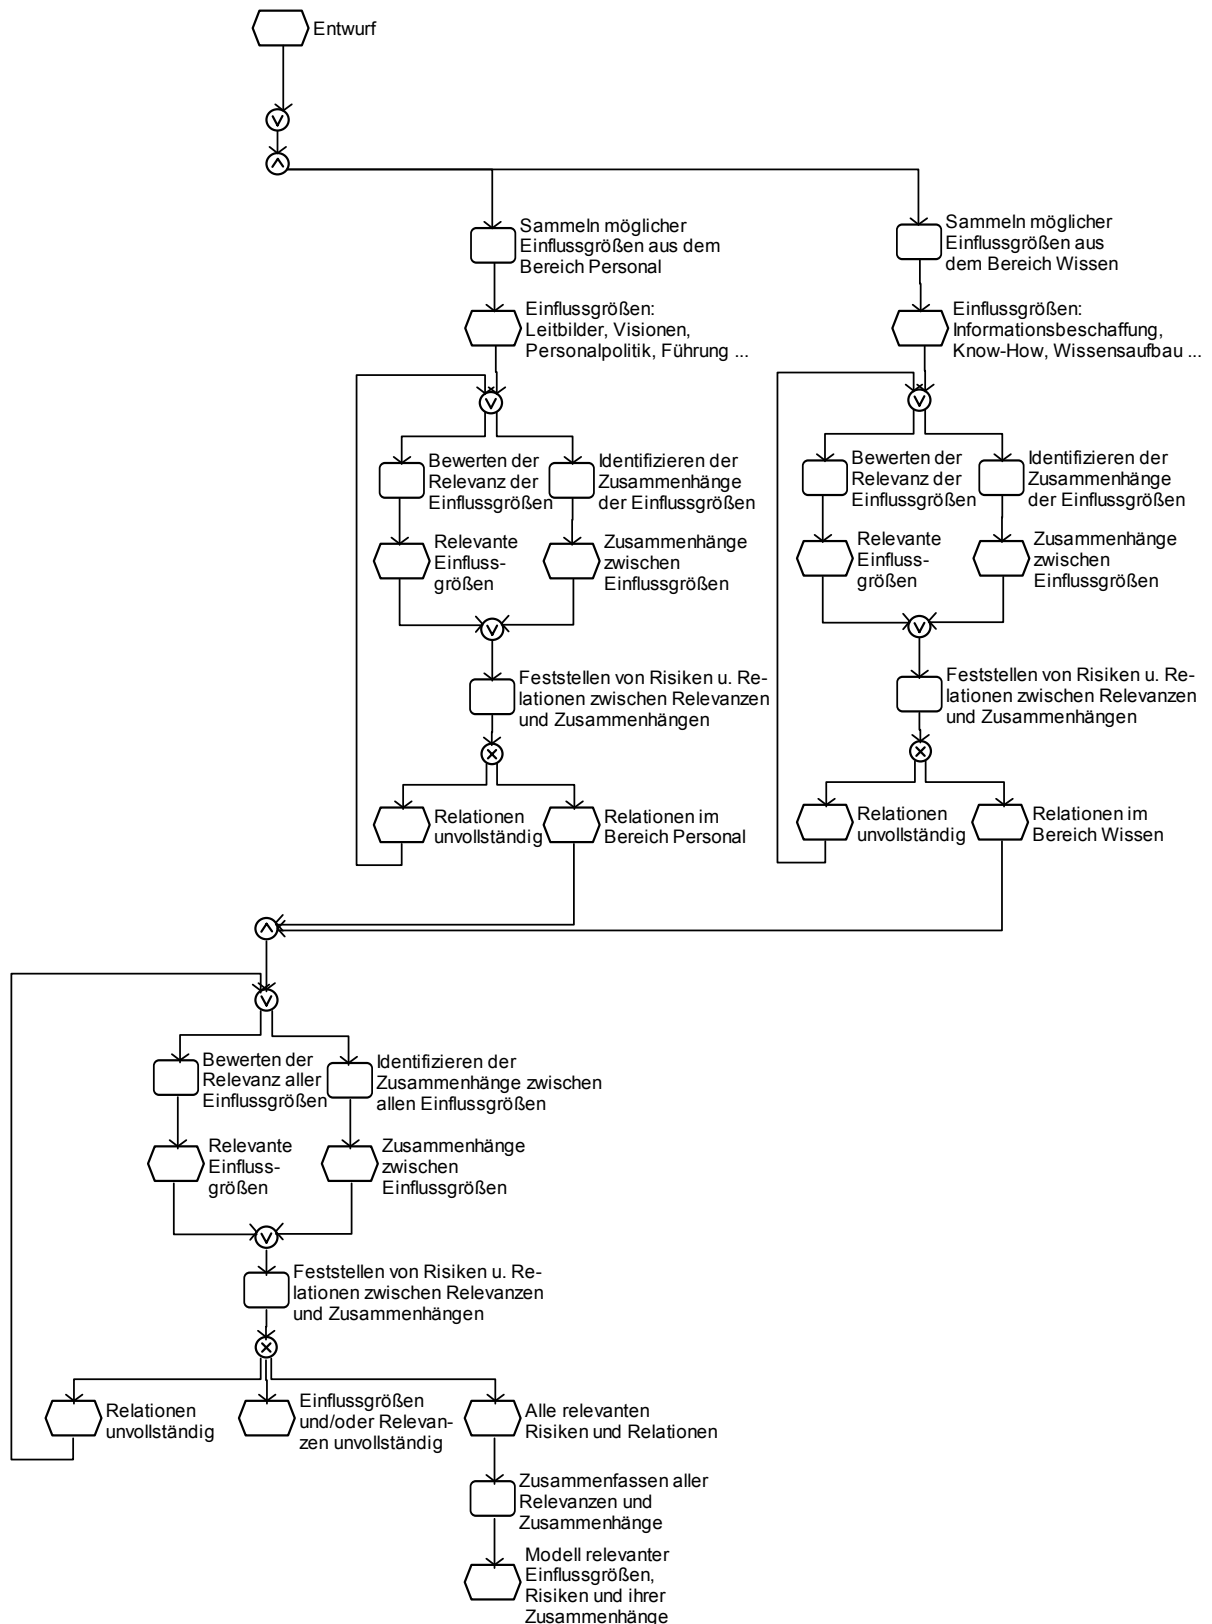 Entwurf
Sammeln möglicher
Einflussgrößen aus dem
Bereich Personal
Sammeln möglicher
Einflussgrößen aus
dem Bereich Wissen
Einflussgrößen:
Leitbilder, Visionen,
Personalpolitik, Führung ...
Einflussgrößen:
Informationsbeschaffung,
Know-How, Wissensaufbau ...
Bewerten der
Relevanz der
Einflussgrößen
Identifizieren der
Zusammenhänge
der Einflussgrößen
Bewerten der
Relevanz der
Einflussgrößen
Identifizieren der
Zusammenhänge
der Einflussgrößen
Relevante
Einfluss-
größen
Zusammenhänge
zwischen
Einflussgrößen
Relevante
Einfluss-
größen
Zusammenhänge
zwischen
Einflussgrößen
Feststellen von Risiken u. Re-
lationen zwischen Relevanzen
und Zusammenhängen
Feststellen von Risiken u. Re-
lationen zwischen Relevanzen
und Zusammenhängen
Relationen
unvollständig
Relationen im
Bereich Personal
Relationen
unvollständig
Relationen im
Bereich Wissen
Bewerten der
Relevanz aller
Einflussgrößen
Identifizieren der
Zusammenhänge zwischen
allen Einflussgrößen
Relevante
Einfluss-
größen
Zusammenhänge
zwischen
Einflussgrößen
Feststellen von Risiken u. Re-
lationen zwischen Relevanzen
und Zusammenhängen
Relationen
unvollständig
Einflussgrößen
und/oder Relevan-
zen unvollständig
Alle relevanten
Risiken und Relationen
Zusammenfassen aller
Relevanzen und
Zusammenhänge
Modell relevanter
Einflussgrößen,
Risiken und ihrer
Zusammenhänge